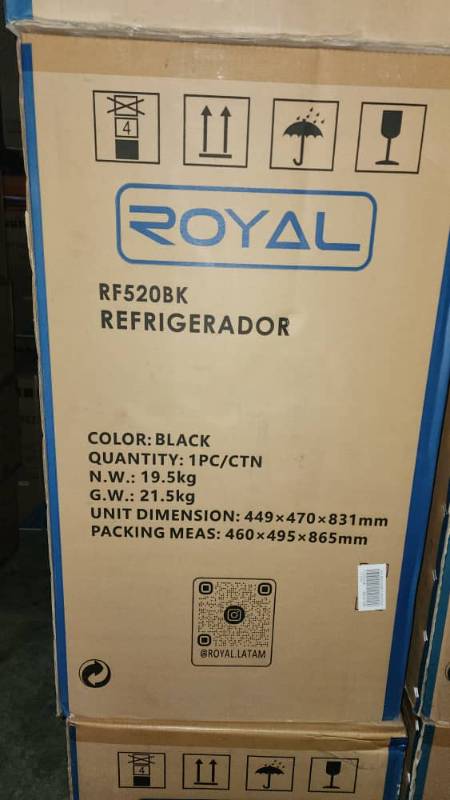 4
ROYAL
RF520BK
REFRIGERADOR
COLOR: BLACK
QUANTITY: 1PC/CTN
N.W.: 19.5kg
G.W.: 21.5kg
UNIT DIMENSION: 449×470×831mm
PACKING MEAS: 460×495×865mm
@ROYAL.LATAM
4